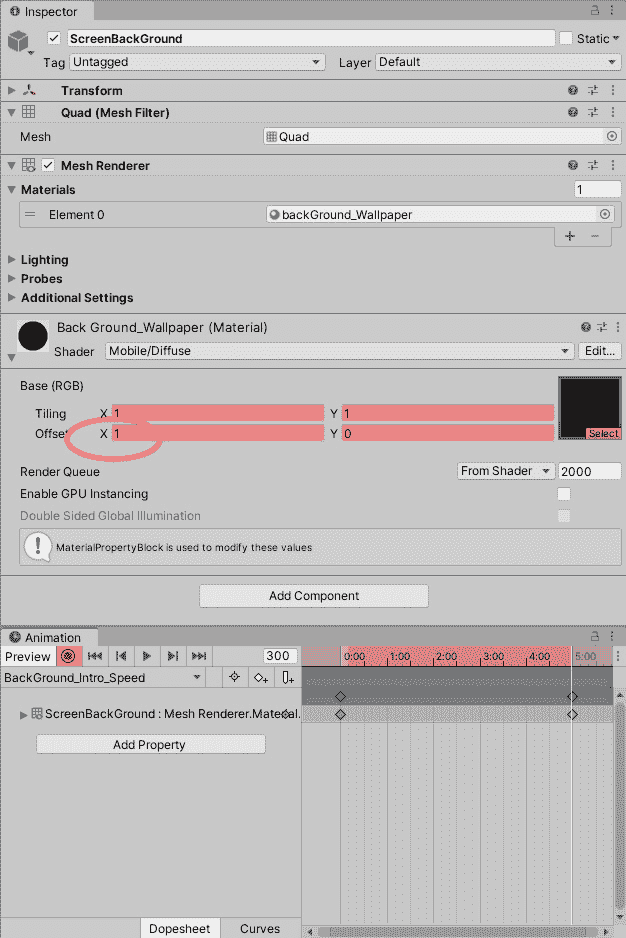 Inspector
ScreenBackGround Static
Tag Untagged Layer Default
Transform
Quad (Mesh Filter)
Mesh Quad
Mesh Renderer
Materials 1
Element 0 backGround_Wallpaper
+ −
Lighting
Probes
Additional Settings
Back Ground_Wallpaper (Material)
Shader Mobile/Diffuse Edit...
Base (RGB)
Tiling X 1 Y 1
Offset X 1 Y 0
Select
Render Queue From Shader 2000
Enable GPU Instancing
Double Sided Global Illumination
MaterialPropertyBlock is used to modify these values
Add Component
Animation
Preview 300 0:00 1:00 2:00 3:00 4:00 5:00
BackGround_Intro_Speed
ScreenBackGround : Mesh Renderer.Material.
Add Property
Dopesheet Curves